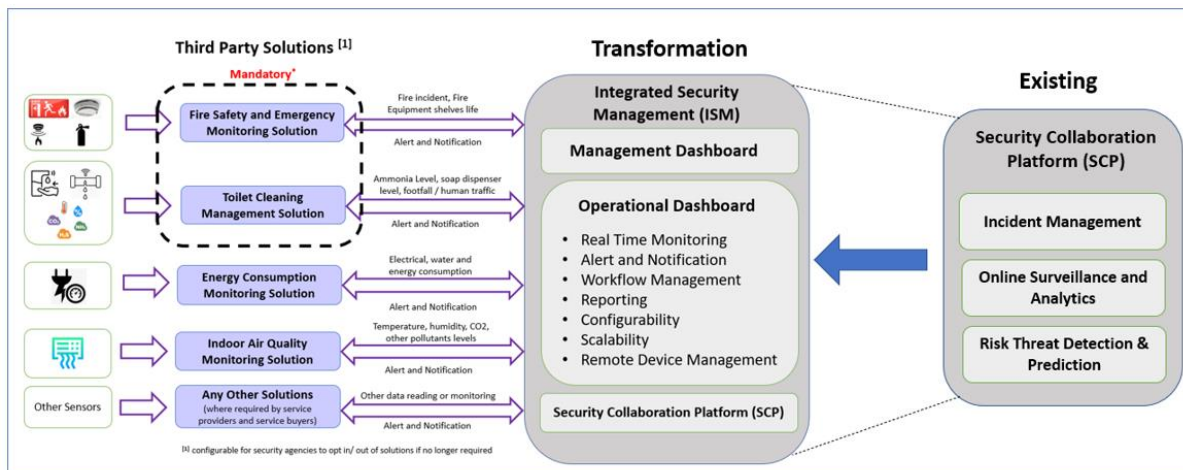 Third Party Solutions [1]
Mandatory*
Fire Safety and Emergency
Monitoring Solution
Fire incident, Fire
Equipment shelves life
Alert and Notification
Toilet Cleaning
Management Solution
Ammonia Level, soap dispenser
level, footfall / human traffic
Alert and Notification
Energy Consumption
Monitoring Solution
Electrical, water and
energy consumption
Alert and Notification
Indoor Air Quality
Monitoring Solution
Temperature, humidity, CO2,
other pollutants levels
Alert and Notification
Other Sensors
Any Other Solutions
(where required by service
providers and service buyers)
Other data reading or monitoring
Alert and Notification
[1] configurable for security agencies to opt in/ out of solutions if no longer required
Transformation
Integrated Security
Management (ISM)
Management Dashboard
Operational Dashboard
• Real Time Monitoring
• Alert and Notification
• Workflow Management
• Reporting
• Configurability
• Scalability
• Remote Device Management
Security Collaboration Platform (SCP)
Existing
Security Collaboration
Platform (SCP)
Incident Management
Online Surveillance and
Analytics
Risk Threat Detection &
Prediction